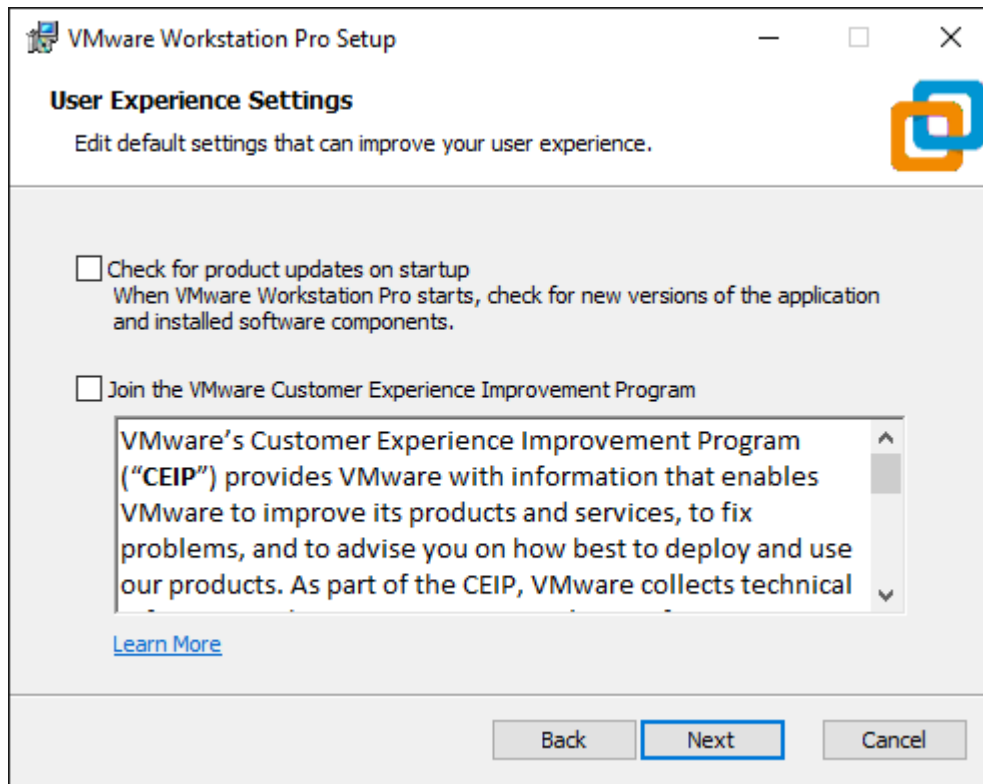 VMware Workstation Pro Setup
User Experience Settings
Edit default settings that can improve your user experience.
Check for product updates on startup
When VMware Workstation Pro starts, check for new versions of the application
and installed software components.
Join the VMware Customer Experience Improvement Program
VMware’s Customer Experience Improvement Program
(“CEIP”) provides VMware with information that enables
VMware to improve its products and services, to fix
problems, and to advise you on how best to deploy and use
our products. As part of the CEIP, VMware collects technical
Learn More
Back Next Cancel